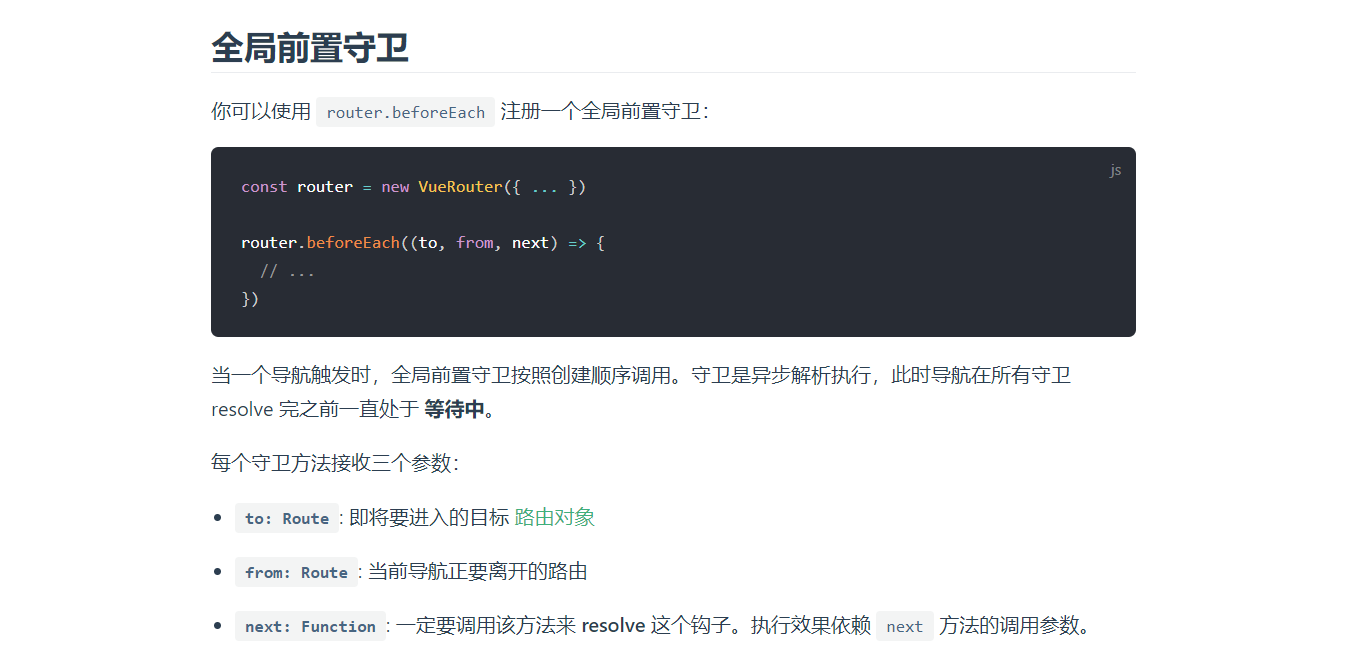 全局前置守卫
你可以使用 router.beforeEach 注册一个全局前置守卫：
js
const router = new VueRouter({ ... })
router.beforeEach((to, from, next) => {
// ...
})
当一个导航触发时，全局前置守卫按照创建顺序调用。守卫是异步解析执行，此时导航在所有守卫
resolve 完之前一直处于 等待中。
每个守卫方法接收三个参数：
• to: Route: 即将要进入的目标 路由对象
• from: Route: 当前导航正要离开的路由
• next: Function: 一定要调用该方法来 resolve 这个钩子。执行效果依赖 next 方法的调用参数。